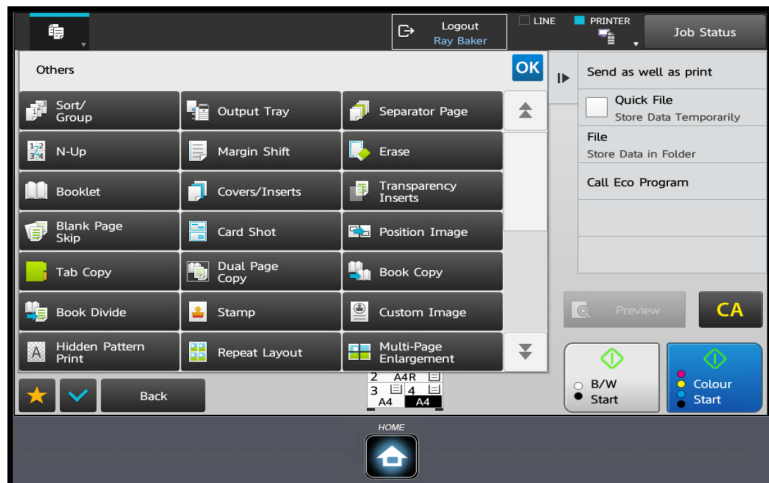 Logout
Ray Baker
LINE
PRINTER
Job Status
Others
OK
Sort/
Group
Output Tray
Separator Page
N-Up
Margin Shift
Erase
Booklet
Covers/Inserts
Transparency
Inserts
Blank Page
Skip
Card Shot
Position Image
Tab Copy
Dual Page
Copy
Book Copy
Book Divide
Stamp
Custom Image
Hidden Pattern
Print
Repeat Layout
Multi-Page
Enlargement
Send as well as print
Quick File
Store Data Temporarily
File
Store Data in Folder
Call Eco Program
Preview
CA
B/W
Start
Colour
Start
Back
2 A4R
3 4
A4 A4
HOME